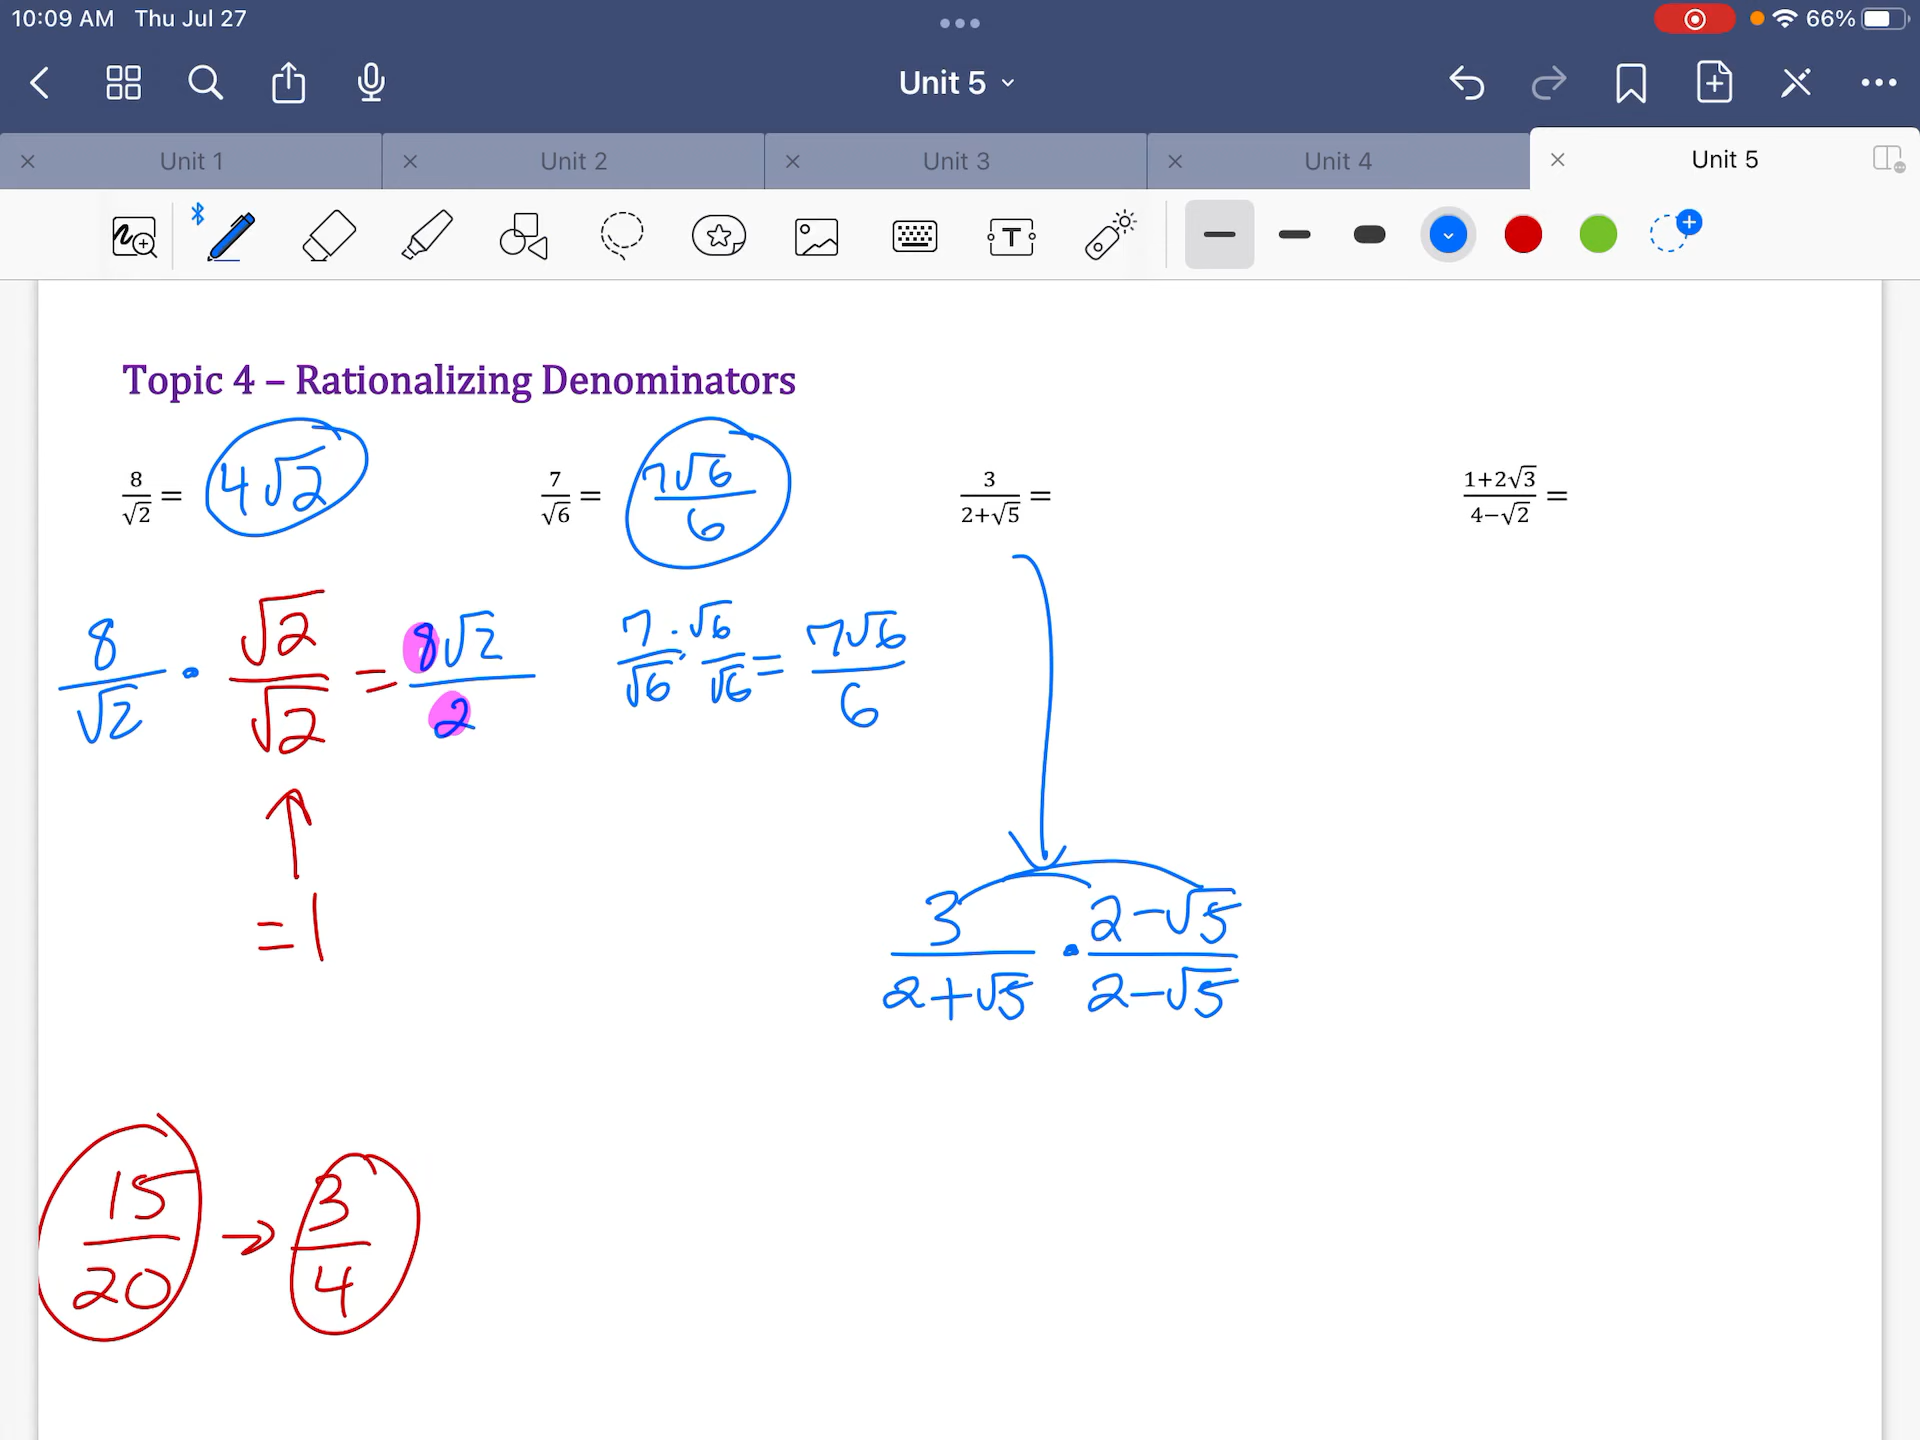 10:09 AM Thu Jul 27
66%
Unit 5
Unit 1
Unit 2
Unit 3
Unit 4
Unit 5
T
Topic 4 – Rationalizing Denominators
8/√2 = 4√2
7/√6 = 7√6/6
3/(2+√5) =
(1+2√3)/(4−√2) =
8/√2 · √2/√2 = 8√2/2
7/√6 · √6/√6 = 7√6/6
= 1
3/(2+√5) · (2−√5)/(2−√5)
15/20 → 3/4